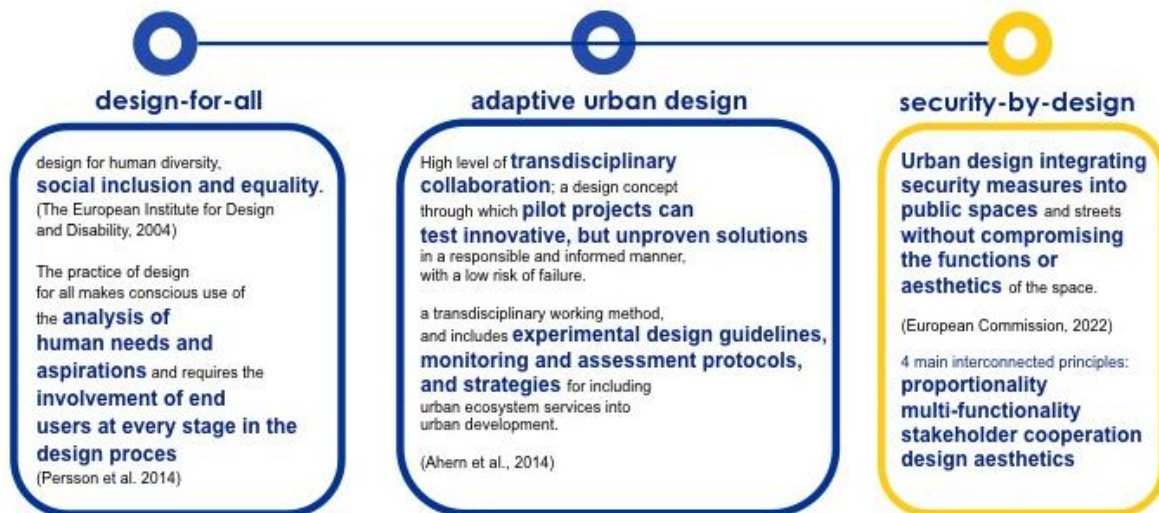 design-for-all
design for human diversity,
social inclusion and equality.
(The European Institute for Design
and Disability, 2004)
The practice of design
for all makes conscious use of
the analysis of
human needs and
aspirations and requires the
involvement of end
users at every stage in the
design proces
(Persson et al. 2014)
adaptive urban design
High level of transdisciplinary
collaboration; a design concept
through which pilot projects can
test innovative, but unproven solutions
in a responsible and informed manner,
with a low risk of failure.
a transdisciplinary working method,
and includes experimental design guidelines,
monitoring and assessment protocols,
and strategies for including
urban ecosystem services into
urban development.
(Ahern et al., 2014)
security-by-design
Urban design integrating
security measures into
public spaces and streets
without compromising
the functions or
aesthetics of the space.
(European Commission, 2022)
4 main interconnected principles:
proportionality
multi-functionality
stakeholder cooperation
design aesthetics